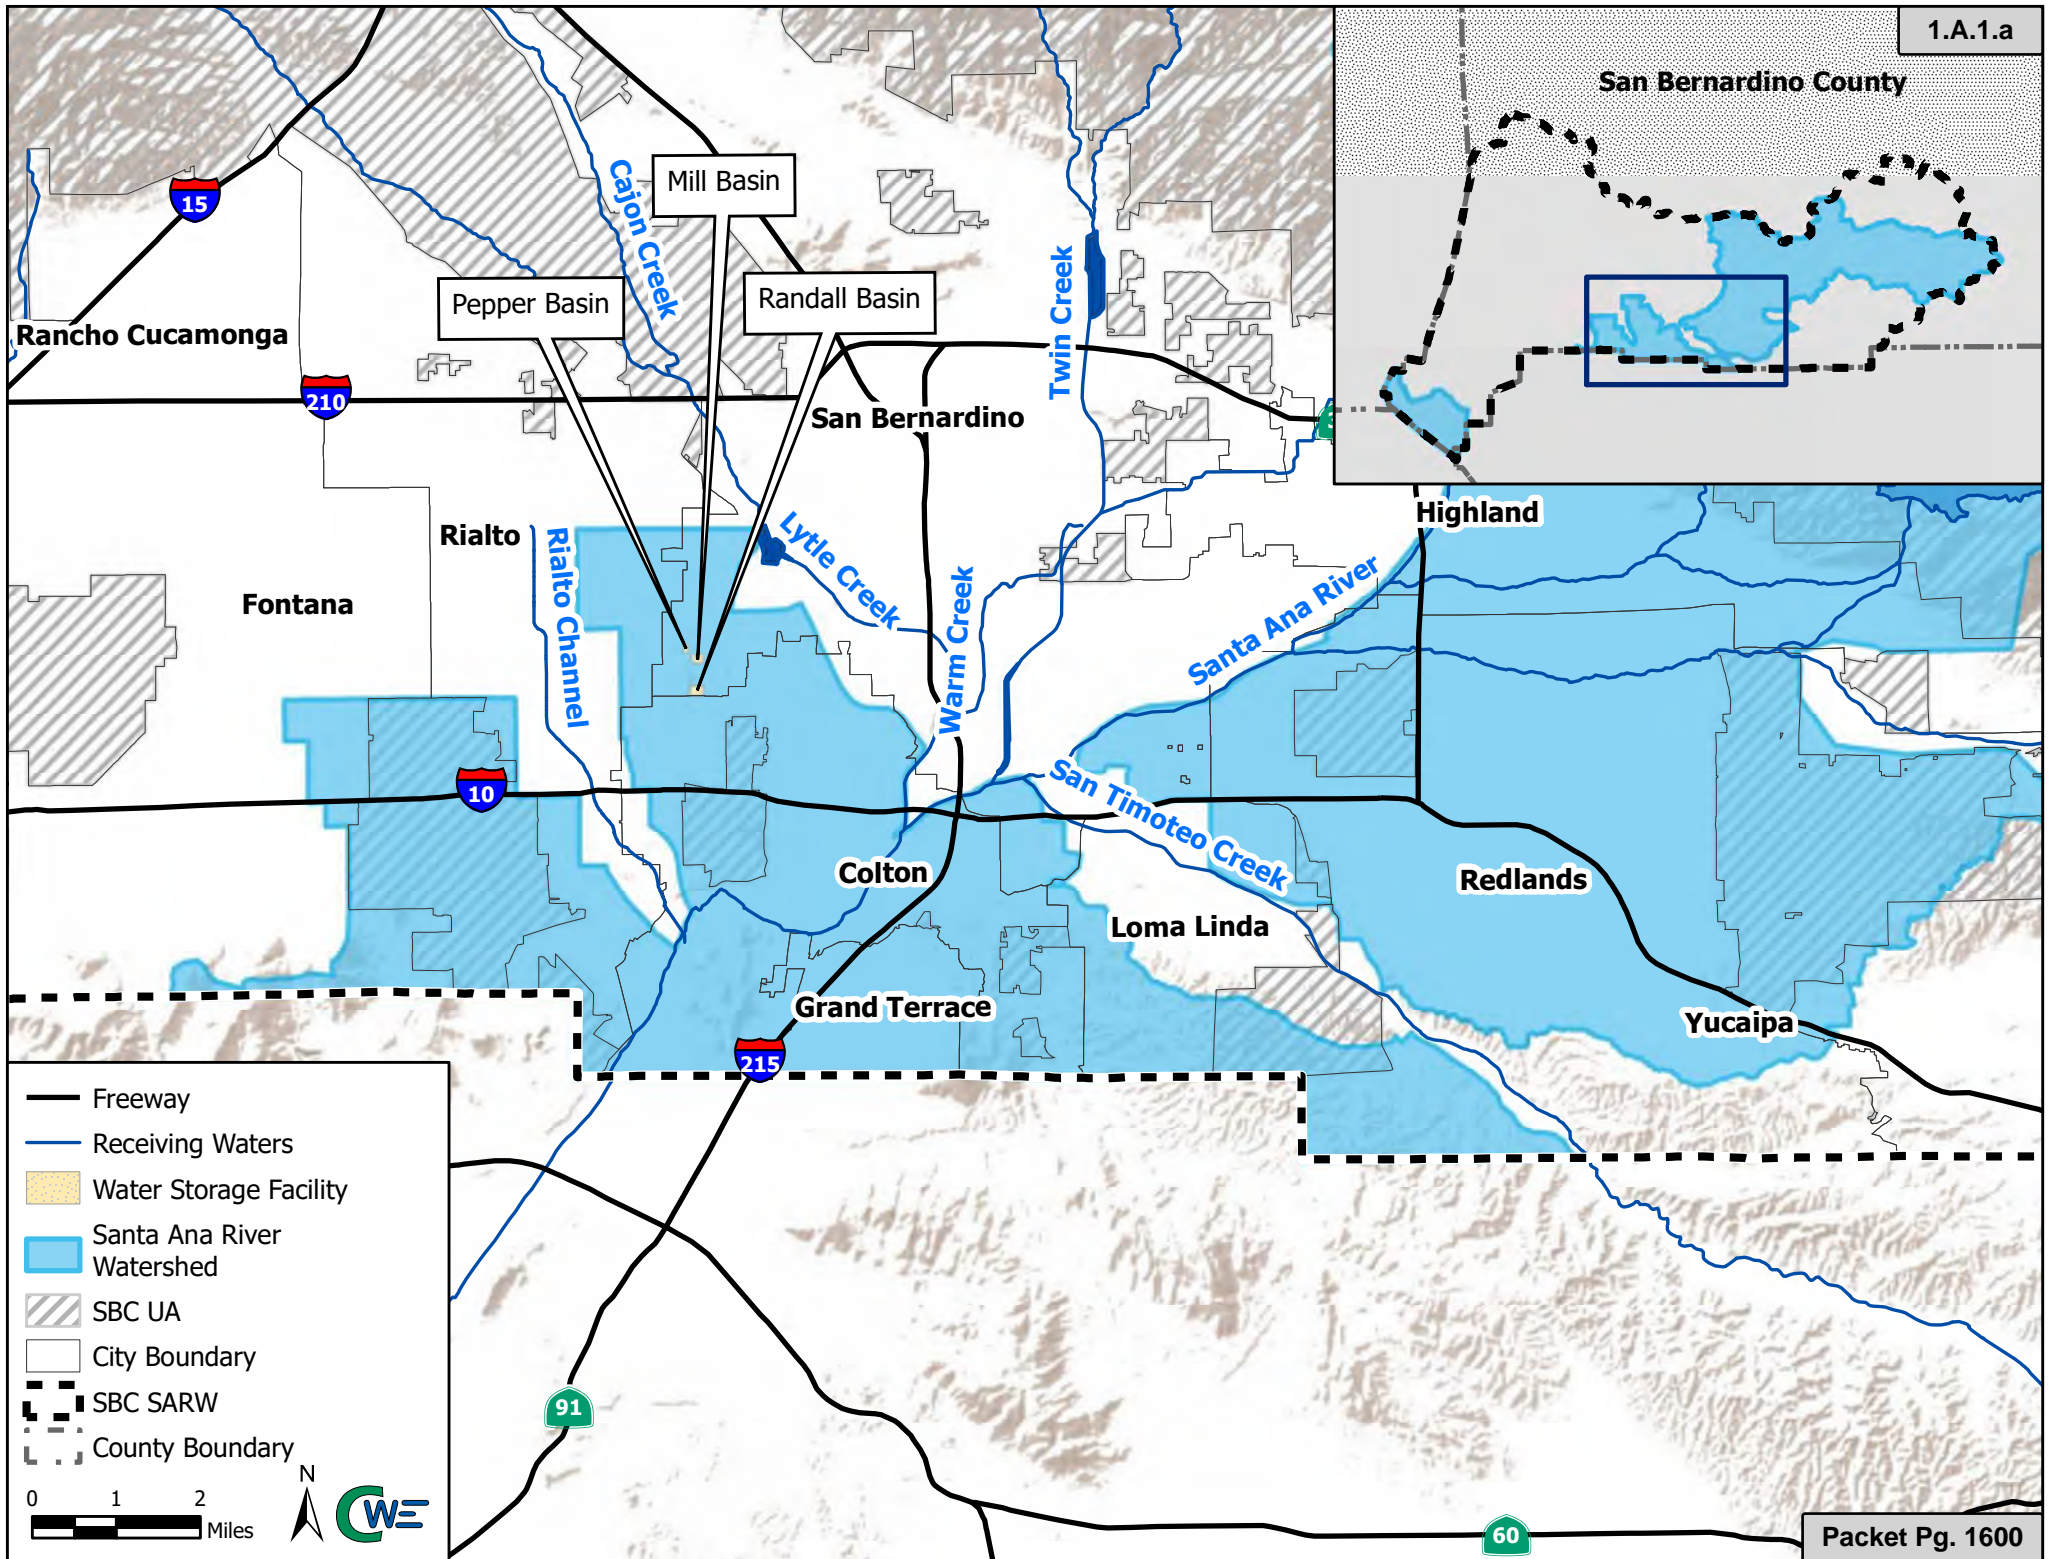 1.A.1.a
San Bernardino County
Mill Basin
Pepper Basin
Randall Basin
Cajon Creek
Twin Creek
15
Rancho Cucamonga
210
San Bernardino
Highland
Rialto
Rialto Channel
Lytle Creek
Warm Creek
Santa Ana River
Fontana
10
San Timoteo Creek
Colton
Redlands
Loma Linda
Grand Terrace
Yucaipa
215
Freeway
Receiving Waters
Water Storage Facility
Santa Ana River
Watershed
SBC UA
City Boundary
SBC SARW
County Boundary
91
N
0 1 2
Miles
CWE
60
Packet Pg. 1600